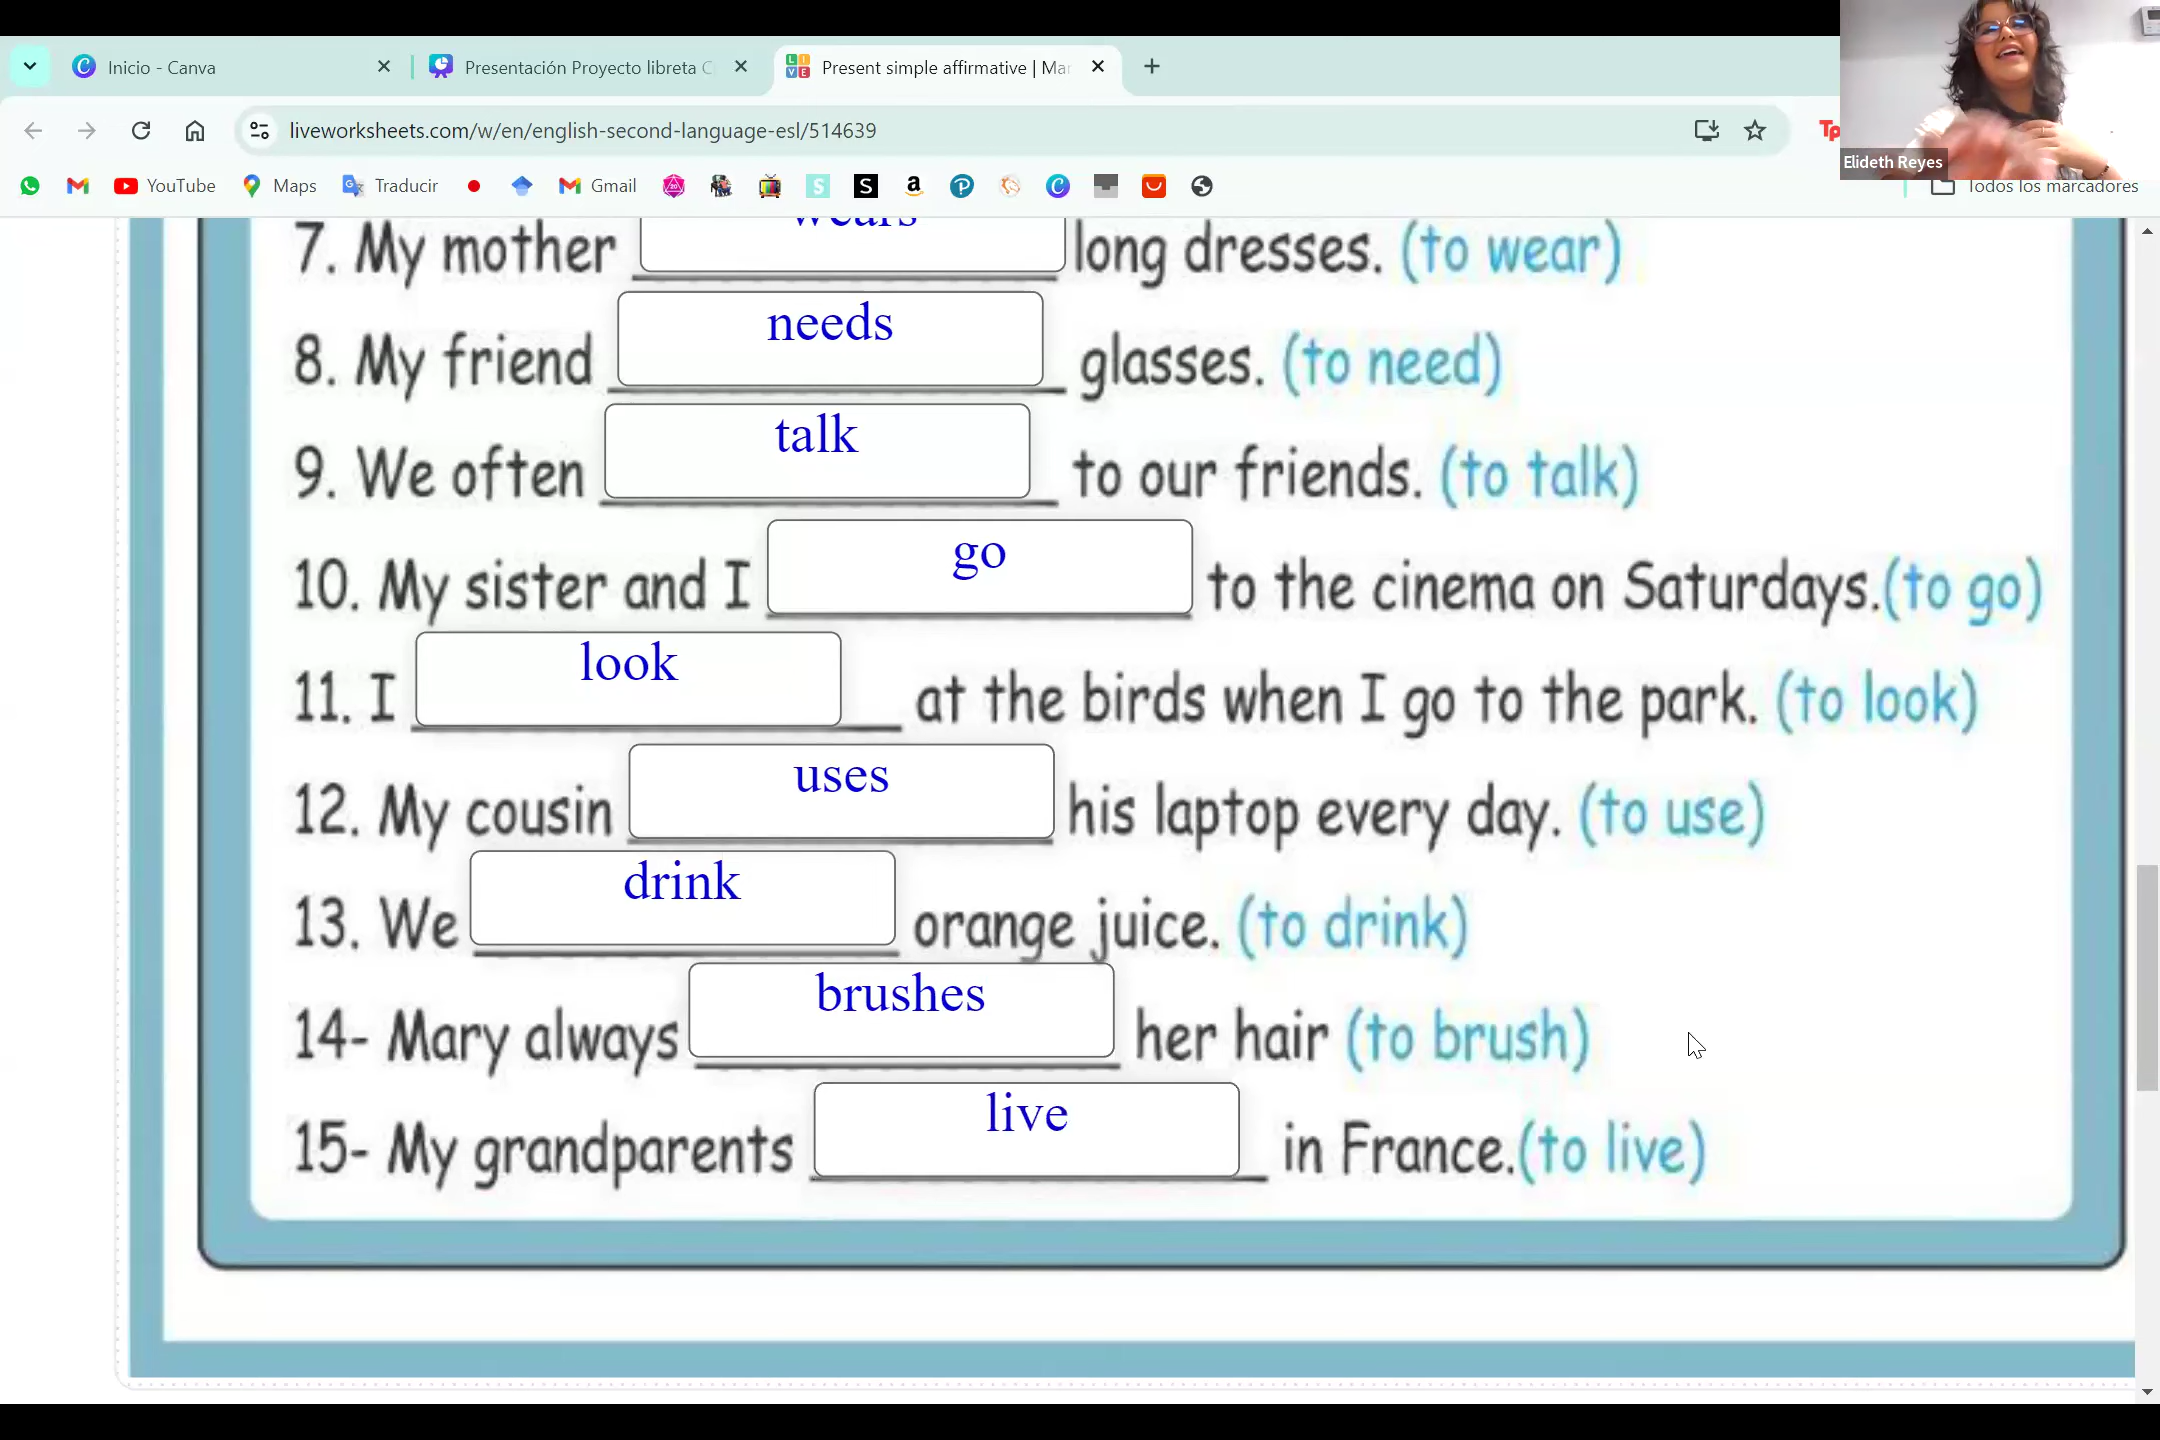 Inicio - Canva
Presentación Proyecto libreta C
Present simple affirmative | Mar
liveworksheets.com/w/en/english-second-language-esl/514639
Elideth Reyes
YouTube Maps Traducir Gmail Todos los marcadores
7. My mother wears long dresses. (to wear)
8. My friend needs glasses. (to need)
9. We often talk to our friends. (to talk)
10. My sister and I go to the cinema on Saturdays.(to go)
11. I look at the birds when I go to the park. (to look)
12. My cousin uses his laptop every day. (to use)
13. We drink orange juice. (to drink)
14- Mary always brushes her hair (to brush)
15- My grandparents live in France.(to live)